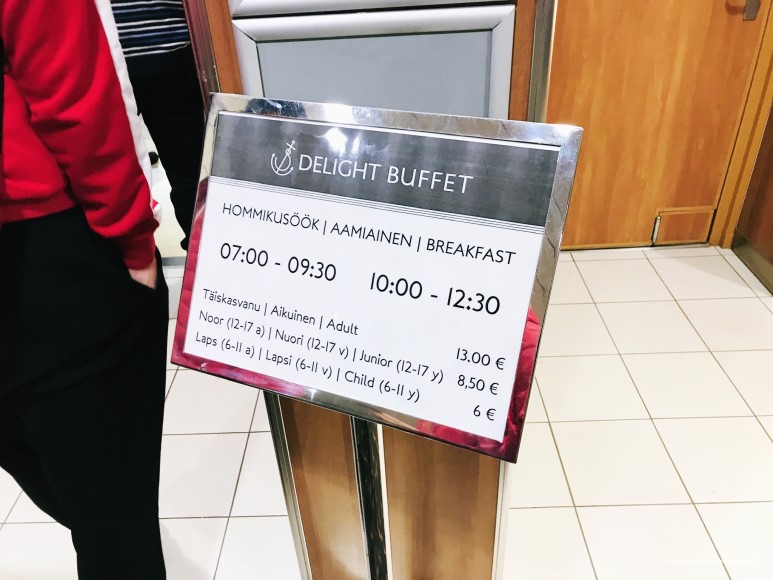 DELIGHT BUFFET
HOMMIKUSÖÖK | AAMIAINEN | BREAKFAST
07:00 - 09:30 10:00 - 12:30
Täiskasvanu | Aikuinen | Adult 13.00 €
Noor (12-17 a) | Nuori (12-17 v) | Junior (12-17 y) 8,50 €
Laps (6-11 a) | Lapsi (6-11 v) | Child (6-11 y) 6 €